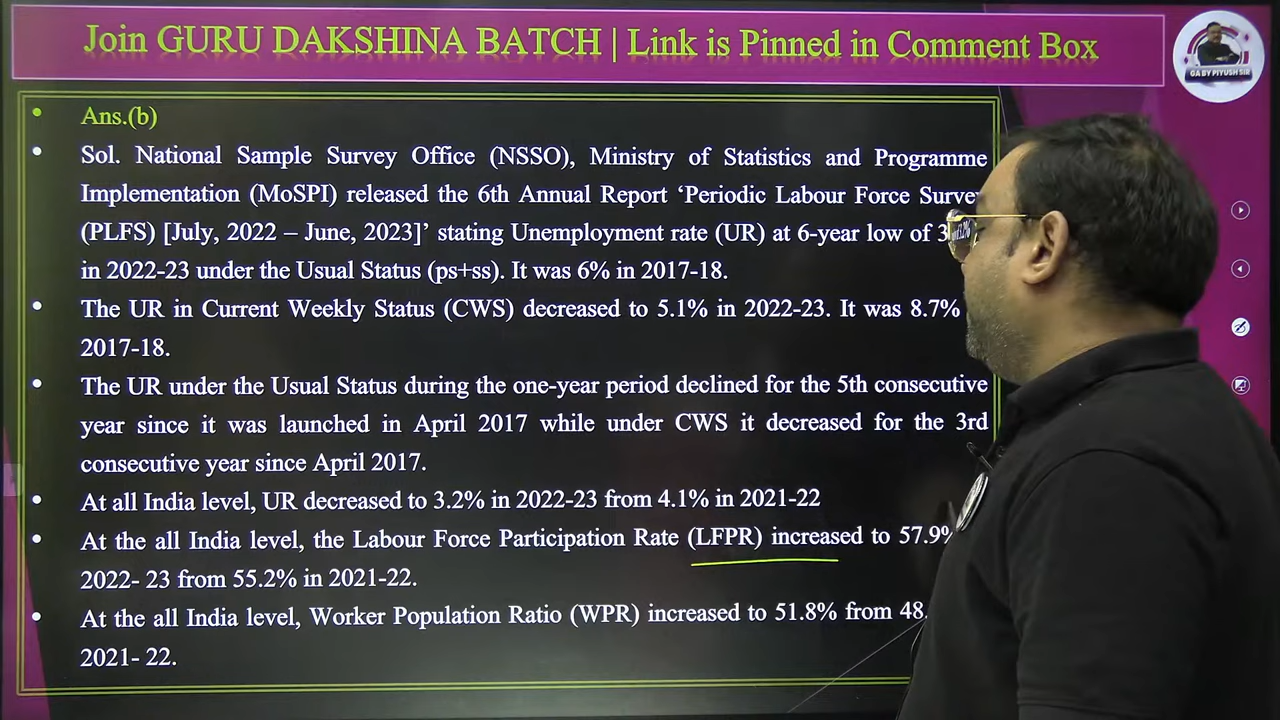 Join GURU DAKSHINA BATCH | Link is Pinned in Comment Box
GA BY PIYUSH SIR
• Ans.(b)
• Sol. National Sample Survey Office (NSSO), Ministry of Statistics and Programme
Implementation (MoSPI) released the 6th Annual Report ‘Periodic Labour Force Survey
(PLFS) [July, 2022 – June, 2023]’ stating Unemployment rate (UR) at 6-year low of
in 2022-23 under the Usual Status (ps+ss). It was 6% in 2017-18.
• The UR in Current Weekly Status (CWS) decreased to 5.1% in 2022-23. It was 8.7%
2017-18.
• The UR under the Usual Status during the one-year period declined for the 5th consecutive
year since it was launched in April 2017 while under CWS it decreased for the 3rd
consecutive year since April 2017.
• At all India level, UR decreased to 3.2% in 2022-23 from 4.1% in 2021-22
• At the all India level, the Labour Force Participation Rate (LFPR) increased to 57.9%
2022- 23 from 55.2% in 2021-22.
• At the all India level, Worker Population Ratio (WPR) increased to 51.8% from
2021- 22.